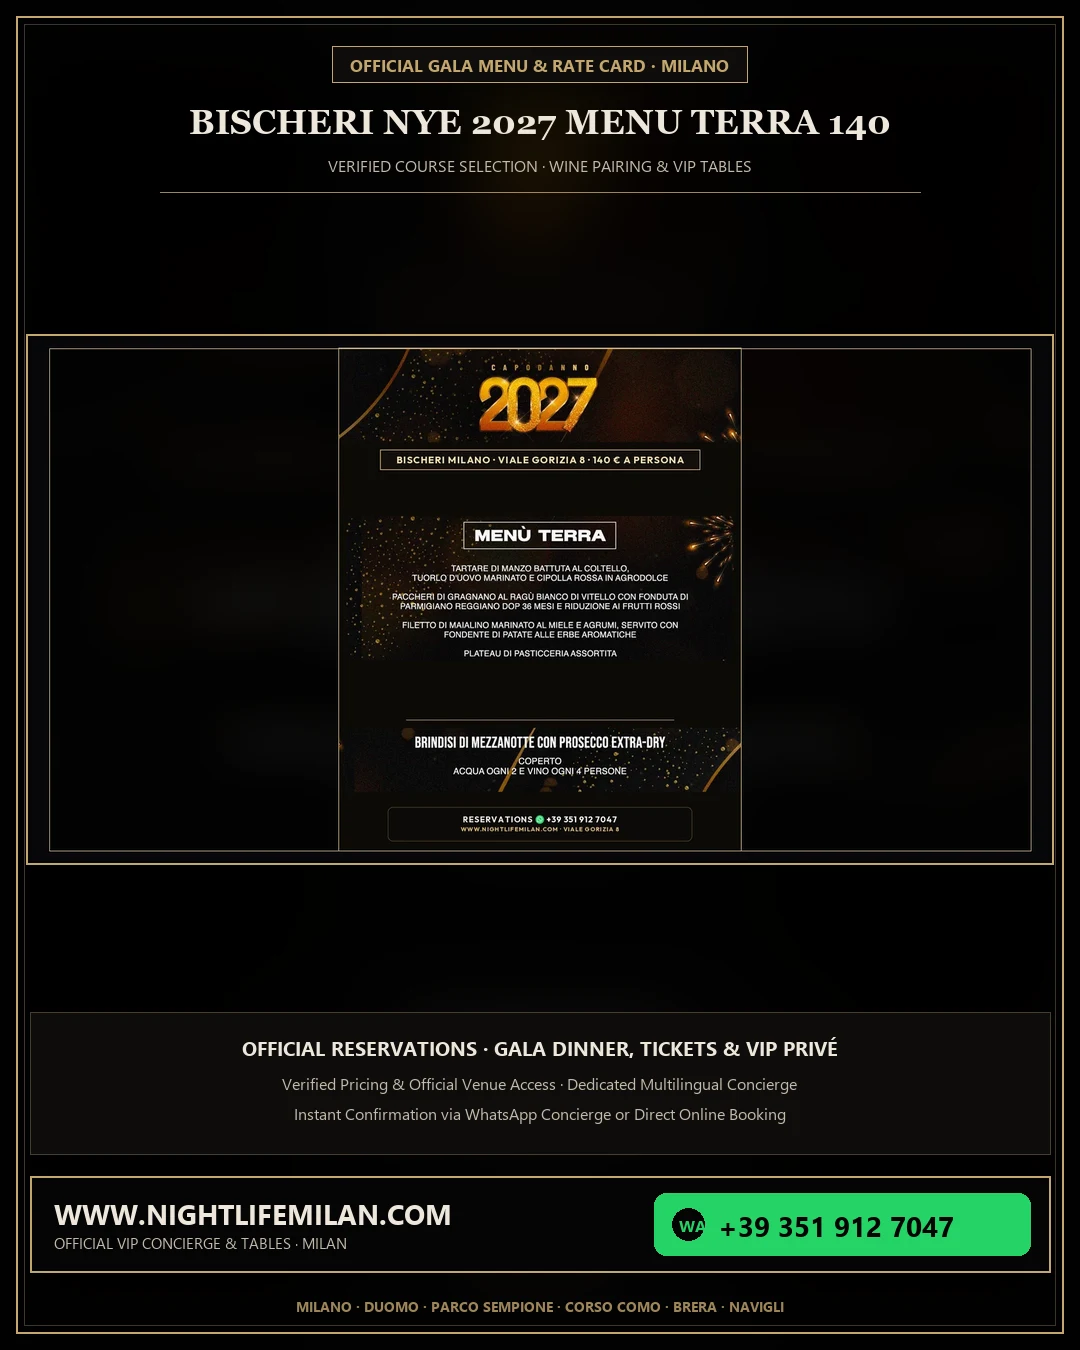 OFFICIAL GALA MENU & RATE CARD · MILANO
BISCHERI NYE 2027 MENU TERRA 140
VERIFIED COURSE SELECTION · WINE PAIRING & VIP TABLES
CAPODANNO
2027
BISCHERI MILANO · VIALE GORIZIA 8 · 140 € A PERSONA
MENÙ TERRA
TARTARE DI MANZO BATTUTA AL COLTELLO,
TUORLO D'UOVO MARINATO E CIPOLLA ROSSA IN AGRODOLCE
PACCHERI DI GRAGNANO AL RAGÙ BIANCO DI VITELLO CON FONDUTA DI
PARMIGIANO REGGIANO DOP 36 MESI E RIDUZIONE AI FRUTTI ROSSI
FILETTO DI MAIALINO MARINATO AL MIELE E AGRUMI, SERVITO CON
FONDENTE DI PATATE ALLE ERBE AROMATICHE
PLATEAU DI PASTICCERIA ASSORTITA
BRINDISI DI MEZZANOTTE CON PROSECCO EXTRA-DRY
COPERTO
ACQUA OGNI 2 E VINO OGNI 4 PERSONE
RESERVATIONS +39 351 912 7047
WWW.NIGHTLIFEMILAN.COM · VIALE GORIZIA 8
OFFICIAL RESERVATIONS · GALA DINNER, TICKETS & VIP PRIVÉ
Verified Pricing & Official Venue Access · Dedicated Multilingual Concierge
Instant Confirmation via WhatsApp Concierge or Direct Online Booking
WWW.NIGHTLIFEMILAN.COM
OFFICIAL VIP CONCIERGE & TABLES · MILAN
WA +39 351 912 7047
MILANO · DUOMO · PARCO SEMPIONE · CORSO COMO · BRERA · NAVIGLI